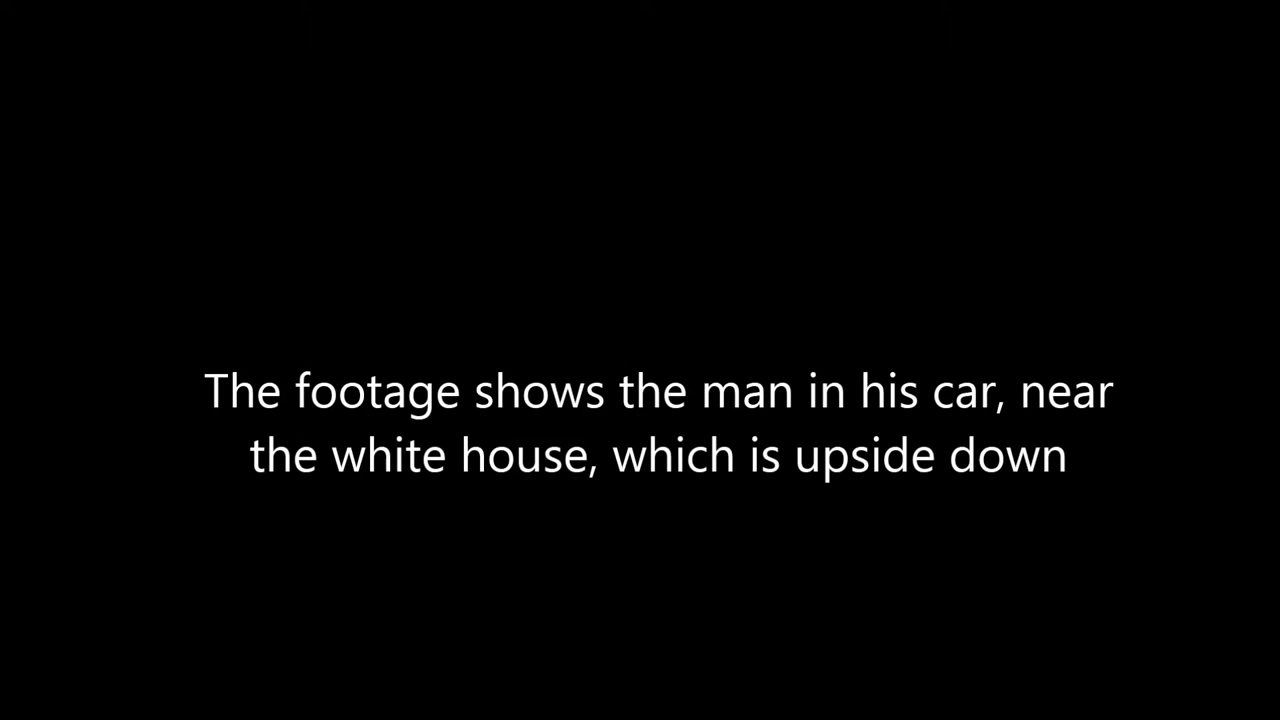 The footage shows the man in his car, near
the white house, which is upside down